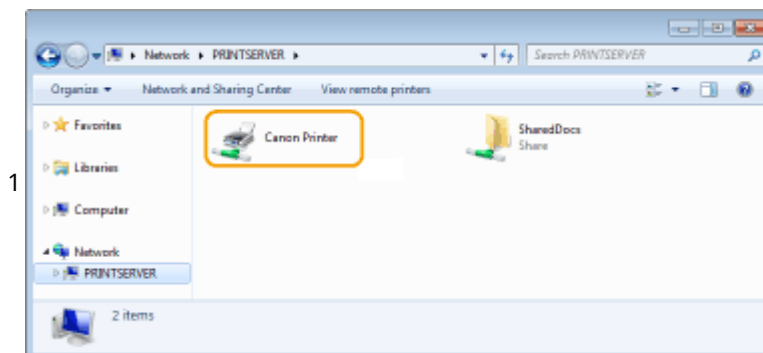 Network ▸ PRINTSERVER ▸
Search PRINTSERVER
Organize
Network and Sharing Center
View remote printers
Favorites
Canon Printer
SharedDocs
Share
Libraries
1
Computer
Network
PRINTSERVER
2 items